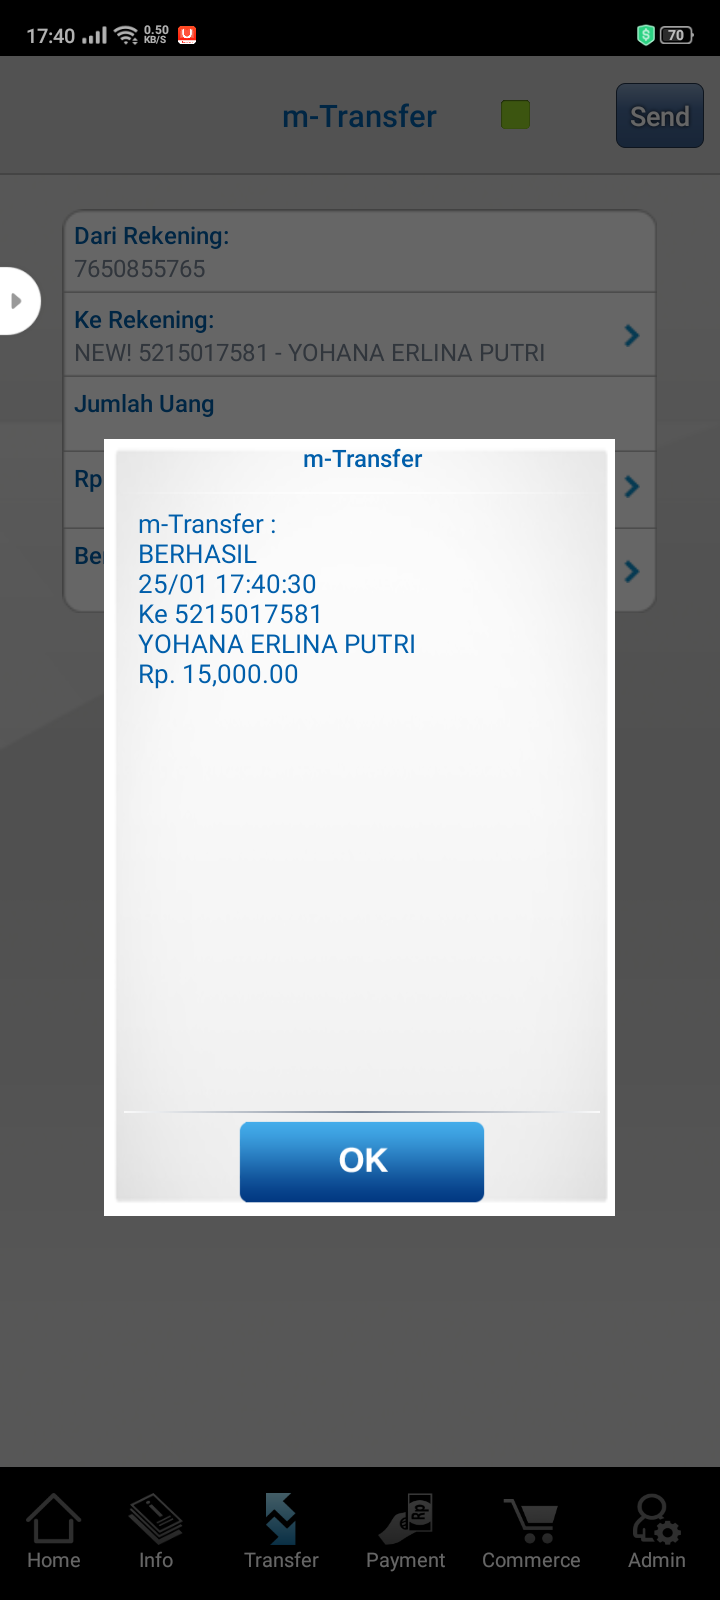 17:40
0.50
KB/S
70
m-Transfer
Send
Dari Rekening:
7650855765
Ke Rekening:
NEW! 5215017581 - YOHANA ERLINA PUTRI
Jumlah Uang
Rp
Be
m-Transfer
m-Transfer :
BERHASIL
25/01 17:40:30
Ke 5215017581
YOHANA ERLINA PUTRI
Rp. 15,000.00
OK
Home
Info
Transfer
Rp
Payment
Commerce
Admin